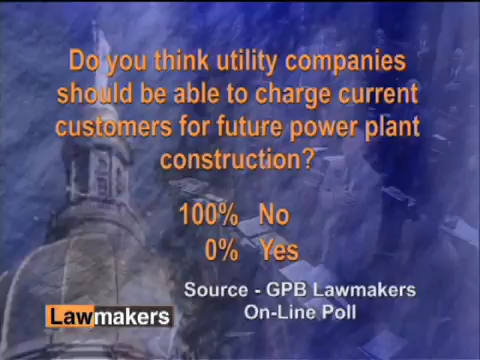 Do you think utility companies
should be able to charge current
customers for future power plant
construction?
100% No
0% Yes
Source - GPB Lawmakers
On-Line Poll
Lawmakers